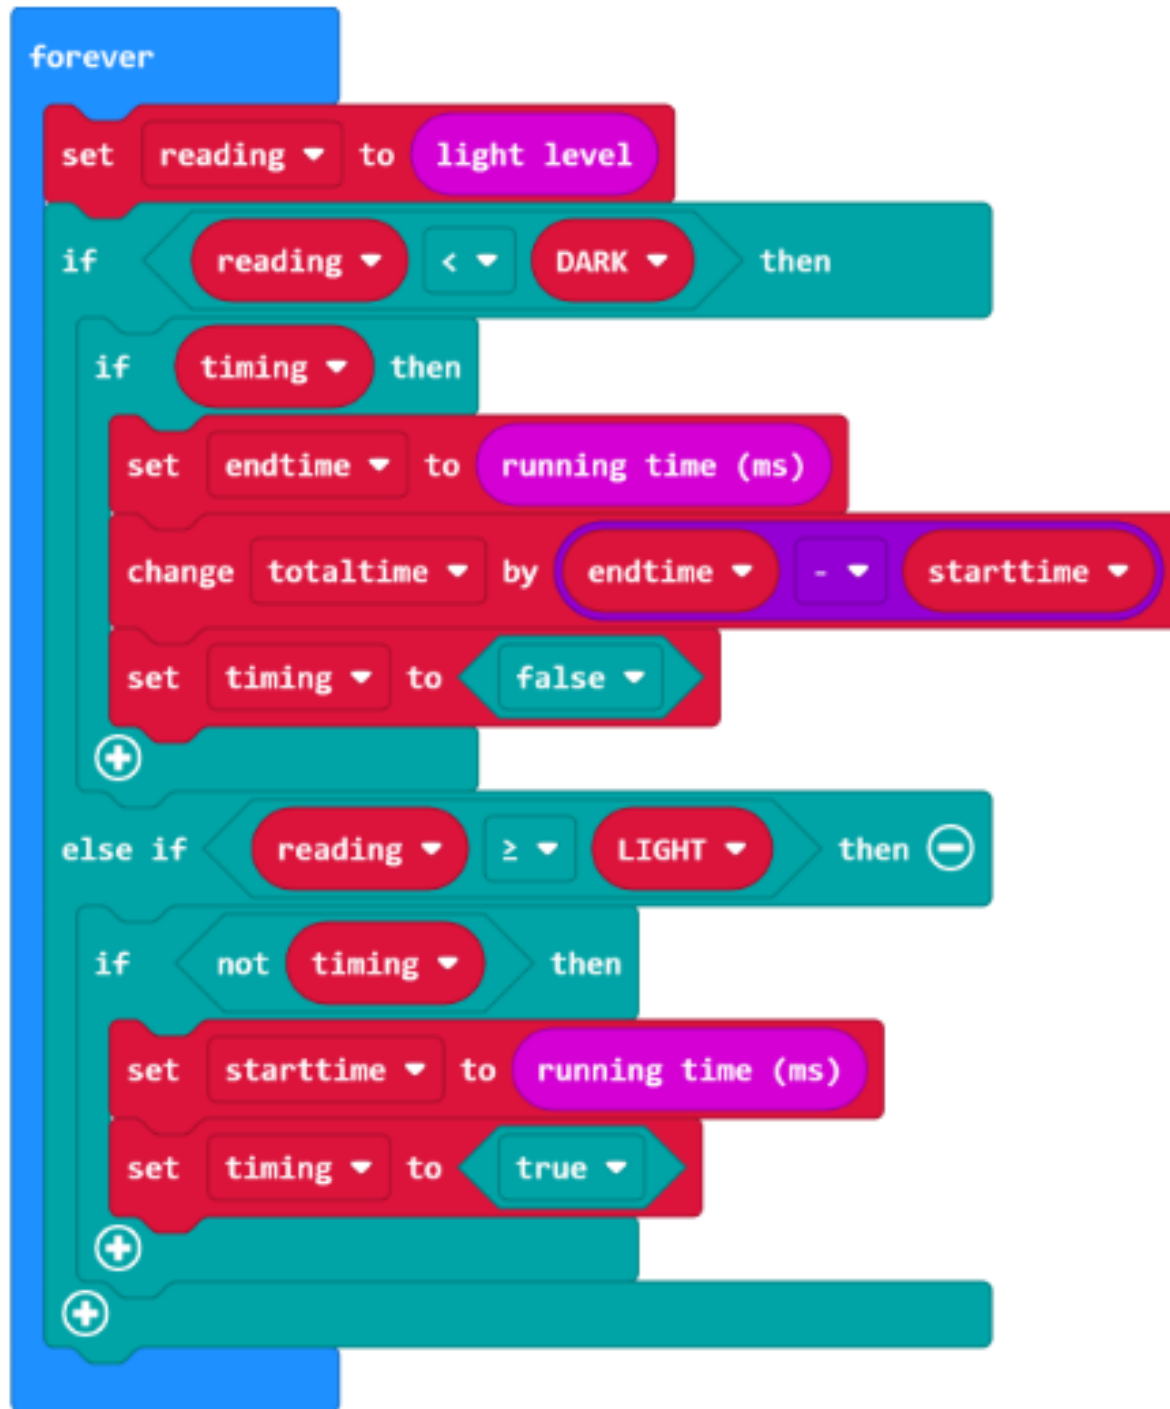 forever
set reading to light level
if reading < DARK then
if timing then
set endtime to running time (ms)
change totaltime by endtime - starttime
set timing to false
else if reading ≥ LIGHT then
if not timing then
set starttime to running time (ms)
set timing to true